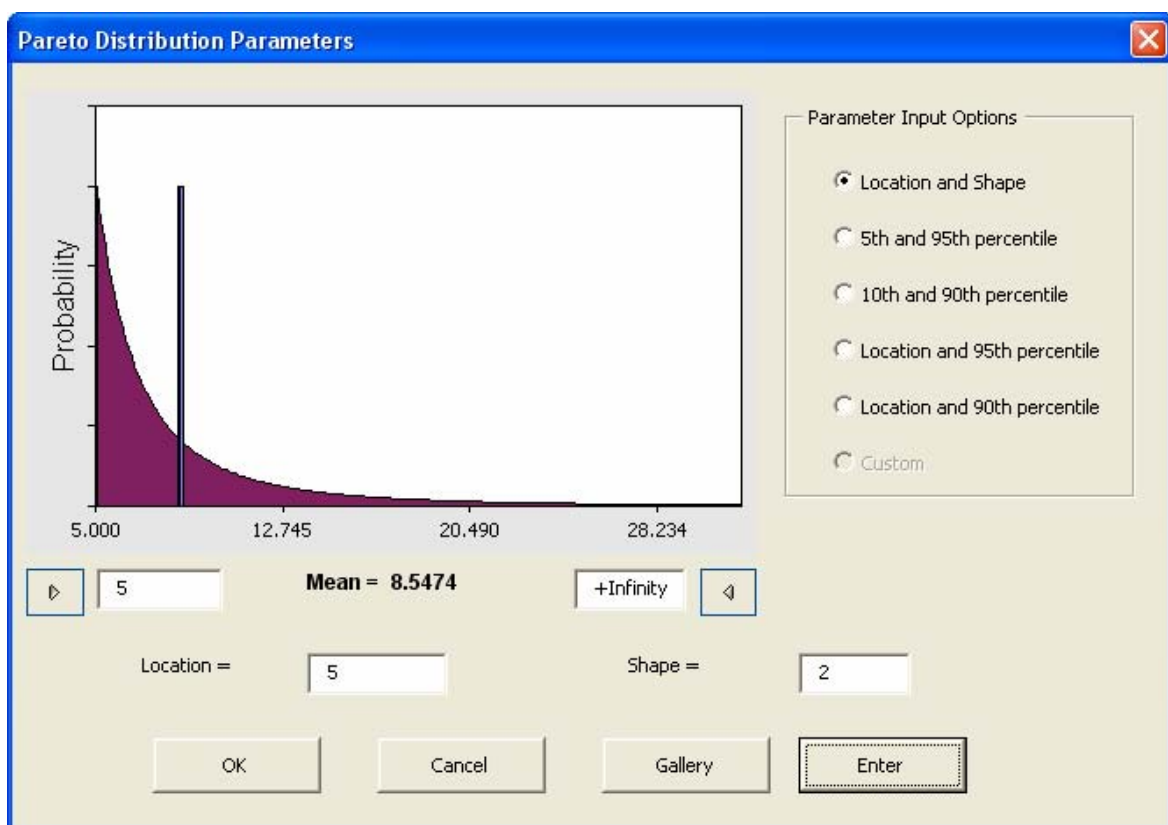 Pareto Distribution Parameters
Probability
5.000 12.745 20.490 28.234
5
Mean = 8.5474
+Infinity
Location = 5
Shape = 2
Parameter Input Options
Location and Shape
5th and 95th percentile
10th and 90th percentile
Location and 95th percentile
Location and 90th percentile
Custom
OK
Cancel
Gallery
Enter